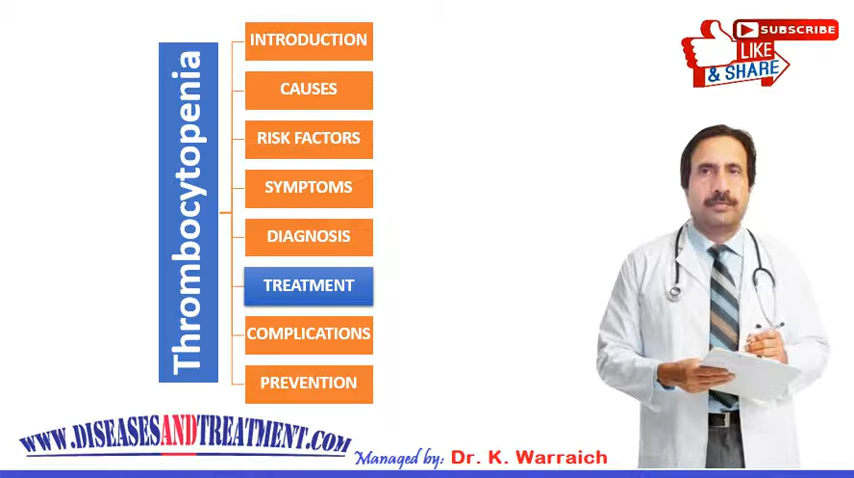 Thrombocytopenia
INTRODUCTION
CAUSES
RISK FACTORS
SYMPTOMS
DIAGNOSIS
TREATMENT
COMPLICATIONS
PREVENTION
SUBSCRIBE
LIKE
& SHARE
WWW.DISEASESANDTREATMENT.COM
Managed by: Dr. K. Warraich